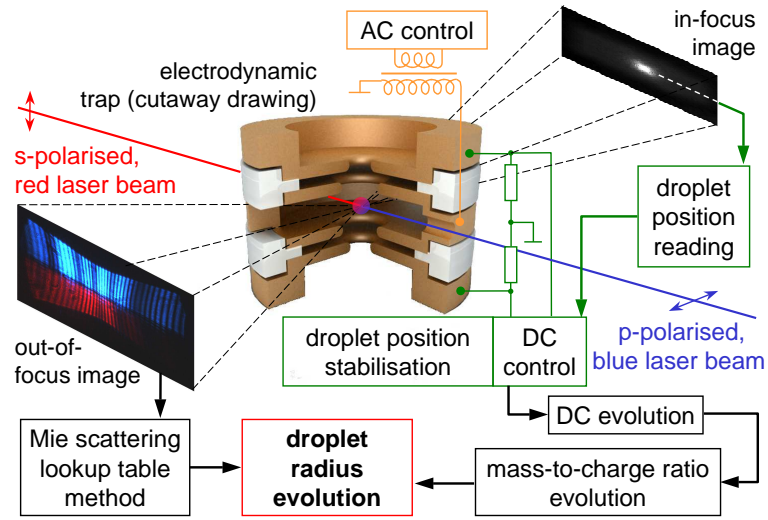 AC control
in-focus
image
electrodynamic
trap (cutaway drawing)
s-polarised,
red laser beam
droplet
position
reading
out-of-
focus image
droplet position
stabilisation
DC
control
p-polarised,
blue laser beam
DC evolution
Mie scattering
lookup table
method
droplet
radius
evolution
mass-to-charge ratio
evolution